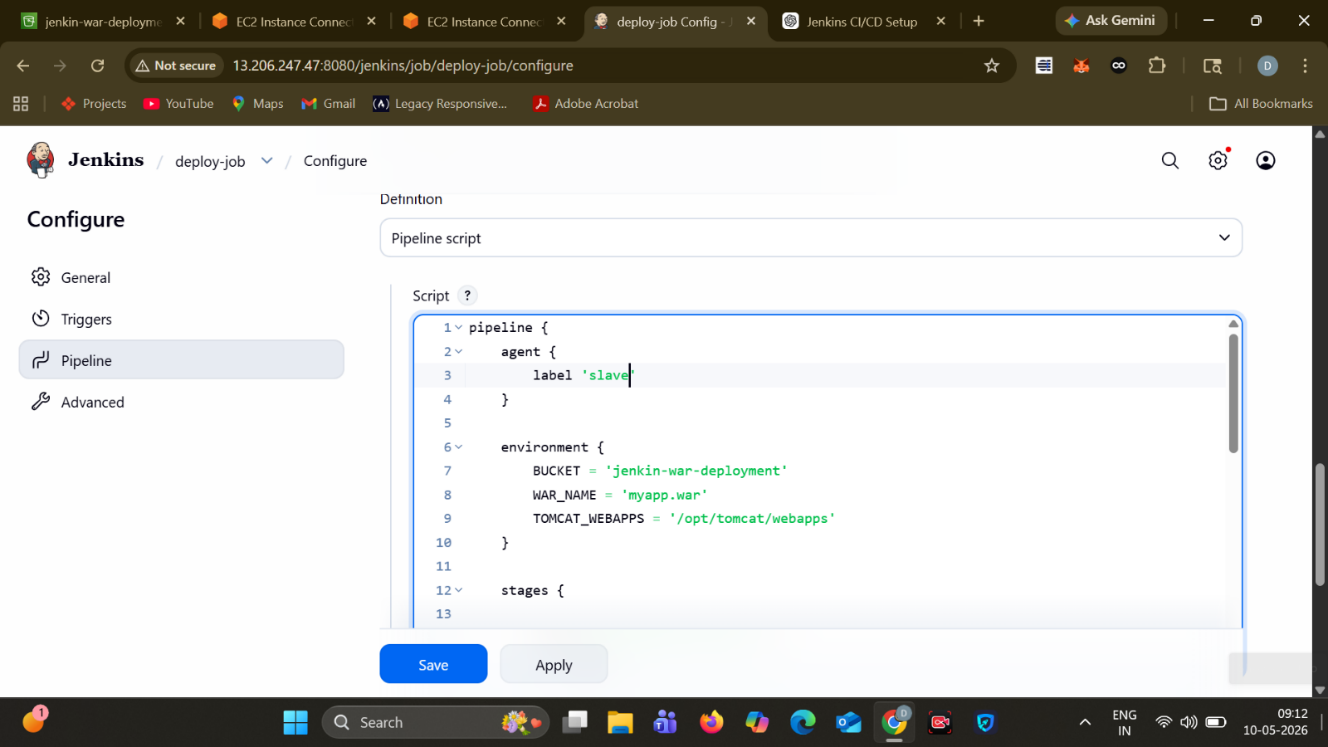 jenkin-war-deployme
EC2 Instance Connect
EC2 Instance Connec
deploy-job Config - J
Jenkins CI/CD Setup
Ask Gemini
Not secure
13.206.247.47:8080/jenkins/job/deploy-job/configure
D
Projects
YouTube
Maps
Gmail
Legacy Responsive...
Adobe Acrobat
All Bookmarks
Jenkins / deploy-job / Configure
Configure
General
Triggers
Pipeline
Advanced
Definition
Pipeline script
Script ?
1 pipeline {
2 agent {
3 label 'slave'
4 }
5
6 environment {
7 BUCKET = 'jenkin-war-deployment'
8 WAR_NAME = 'myapp.war'
9 TOMCAT_WEBAPPS = '/opt/tomcat/webapps'
10 }
11
12 stages {
13
Save
Apply
1
Search
D
ENG
IN
09:12
10-05-2026